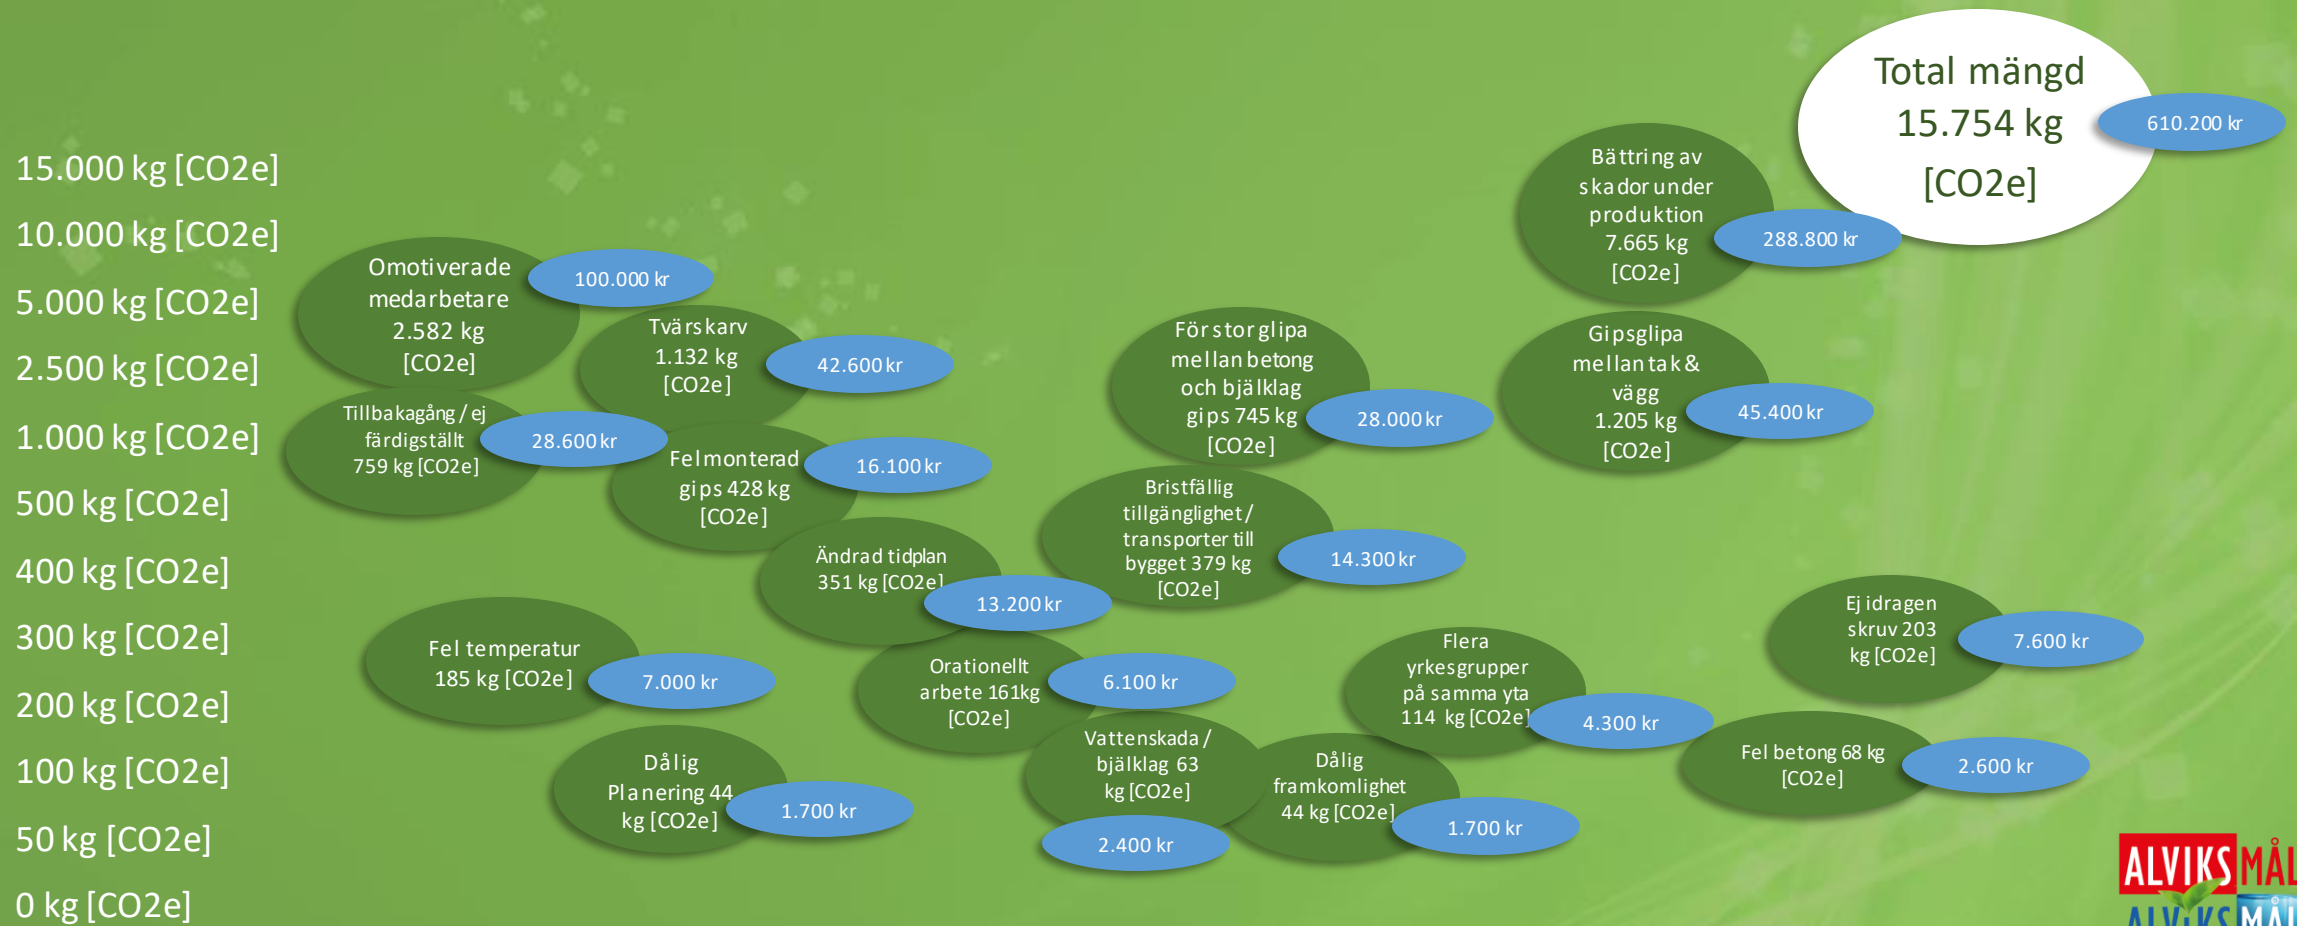 15.000 kg [CO2e]
10.000 kg [CO2e]
5.000 kg [CO2e]
2.500 kg [CO2e]
1.000 kg [CO2e]
500 kg [CO2e]
400 kg [CO2e]
300 kg [CO2e]
200 kg [CO2e]
100 kg [CO2e]
50 kg [CO2e]
0 kg [CO2e]
Total mängd
15.754 kg
[CO2e]
610.200 kr
Bättring av
skador under
produktion
7.665 kg
[CO2e]
288.800 kr
Omotiverade
medarbetare
2.582 kg
[CO2e]
100.000 kr
Tvärskarv
1.132 kg
[CO2e]
42.600 kr
För stor glipa
mellan betong
och bjälklag
gips 745 kg
[CO2e]
28.000 kr
Gipsglipa
mellan tak &
vägg
1.205 kg
[CO2e]
45.400 kr
Tillbakagång / ej
färdigställt
759 kg [CO2e]
28.600 kr
Fel monterad
gips 428 kg
[CO2e]
16.100 kr
Bristfällig
tillgänglighet /
transporter till
bygget 379 kg
[CO2e]
14.300 kr
Ändrad tidplan
351 kg [CO2e]
13.200 kr
Ej idragen
skruv 203
kg [CO2e]
7.600 kr
Fel temperatur
185 kg [CO2e]
7.000 kr
Orationellt
arbete 161kg
[CO2e]
6.100 kr
Flera
yrkesgrupper
på samma yta
114 kg [CO2e]
4.300 kr
Fel betong 68 kg
[CO2e]
2.600 kr
Dålig
Planering 44
kg [CO2e]
1.700 kr
Vattenskada /
bjälklag 63
kg [CO2e]
2.400 kr
Dålig
framkomlighet
44 kg [CO2e]
1.700 kr
ALVIKS MÅL
ALVIKS MÅL